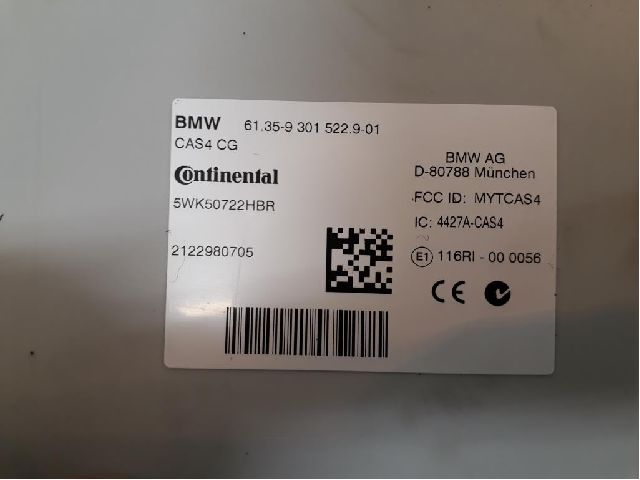 BMW 61.35-9 301 522.9-01
CAS4 CG
Continental
5WK50722HBR
2122980705
BMW AG
D-80788 München
FCC ID: MYTCAS4
IC: 4427A-CAS4
E1 116RI - 00 0056
CE